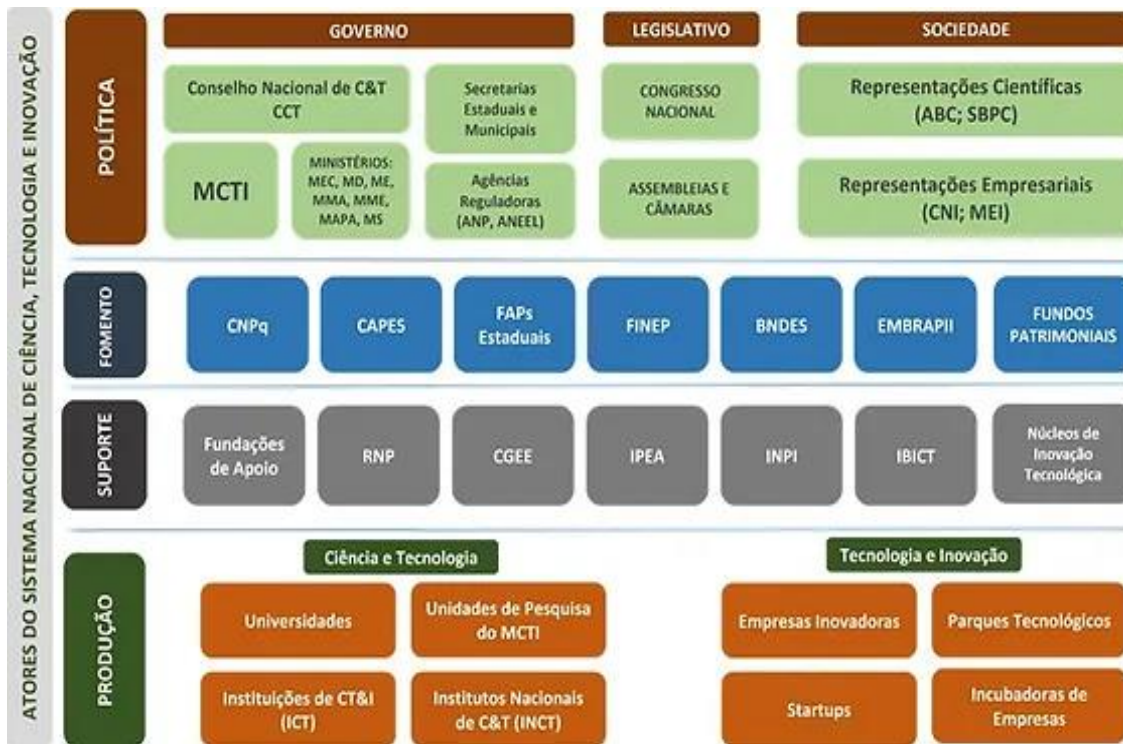 ATORES DO SISTEMA NACIONAL DE CIÊNCIA, TECNOLOGIA E INOVAÇÃO
POLÍTICA
GOVERNO
LEGISLATIVO
SOCIEDADE
Conselho Nacional de C&T
CCT
Secretarias
Estaduais e
Municipais
CONGRESSO
NACIONAL
Representações Científicas
(ABC; SBPC)
MCTI
MINISTÉRIOS:
MEC, MD, ME,
MMA, MME,
MAPA, MS
Agências
Reguladoras
(ANP, ANEEL)
ASSEMBLEIAS E
CÂMARAS
Representações Empresariais
(CNI; MEI)
FOMENTO
CNPq
CAPES
FAPs
Estaduais
FINEP
BNDES
EMBRAPII
FUNDOS
PATRIMONIAIS
SUPORTE
Fundações
de Apoio
RNP
CGEE
IPEA
INPI
IBICT
Núcleos de
Inovação
Tecnológica
PRODUÇÃO
Ciência e Tecnologia
Tecnologia e Inovação
Universidades
Unidades de Pesquisa
do MCTI
Empresas Inovadoras
Parques Tecnológicos
Instituições de CT&I
(ICT)
Institutos Nacionais
de C&T (INCT)
Startups
Incubadoras de
Empresas